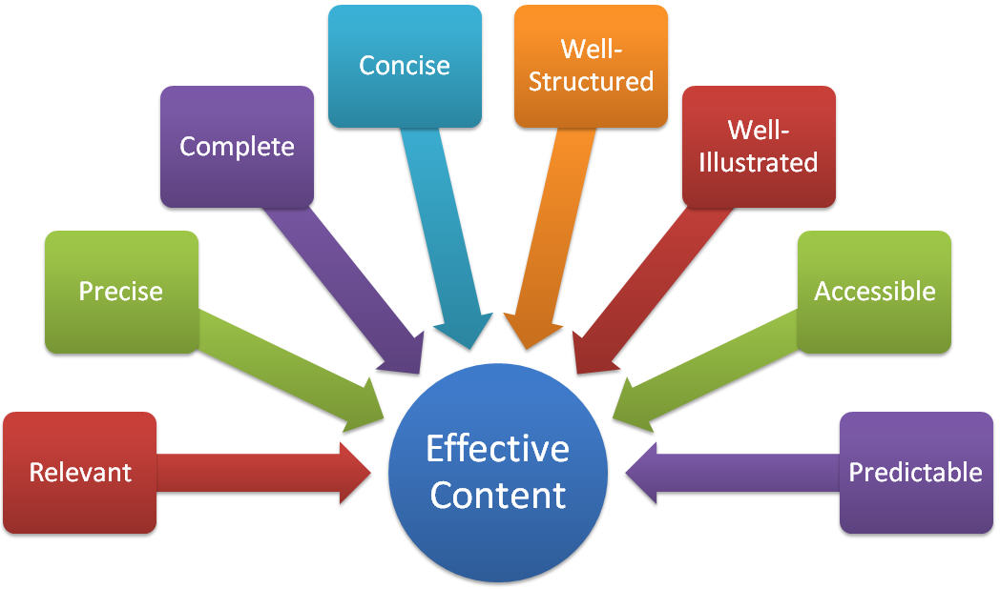 Concise
Well-
Structured
Complete
Well-
Illustrated
Precise
Accessible
Relevant
Effective
Content
Predictable